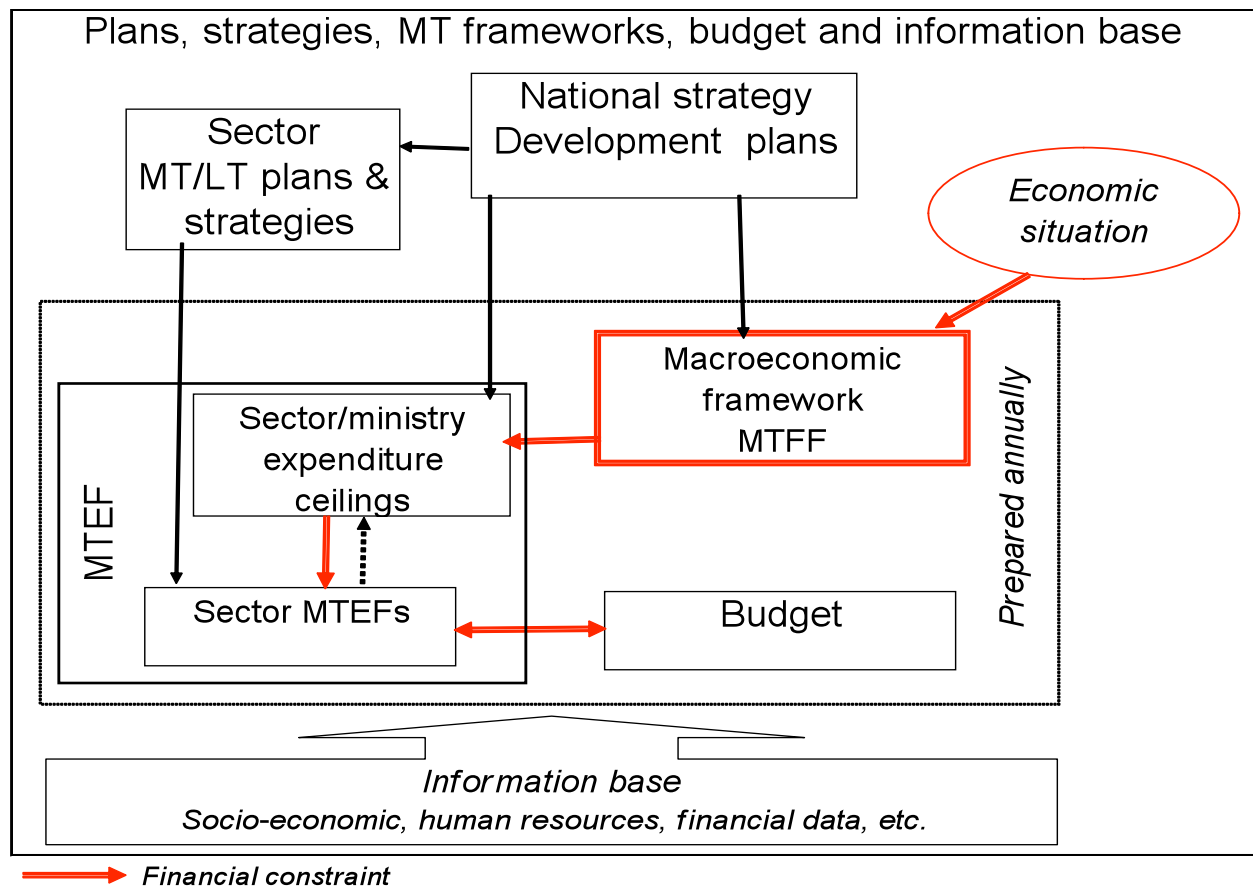 Plans, strategies, MT frameworks, budget and information base
National strategy
Development plans
Sector
MT/LT plans &
strategies
Economic
situation
Macroeconomic
framework
MTFF
Prepared annually
Sector/ministry
expenditure
ceilings
MTEF
Sector MTEFs
Budget
Information base
Socio-economic, human resources, financial data, etc.
Financial constraint